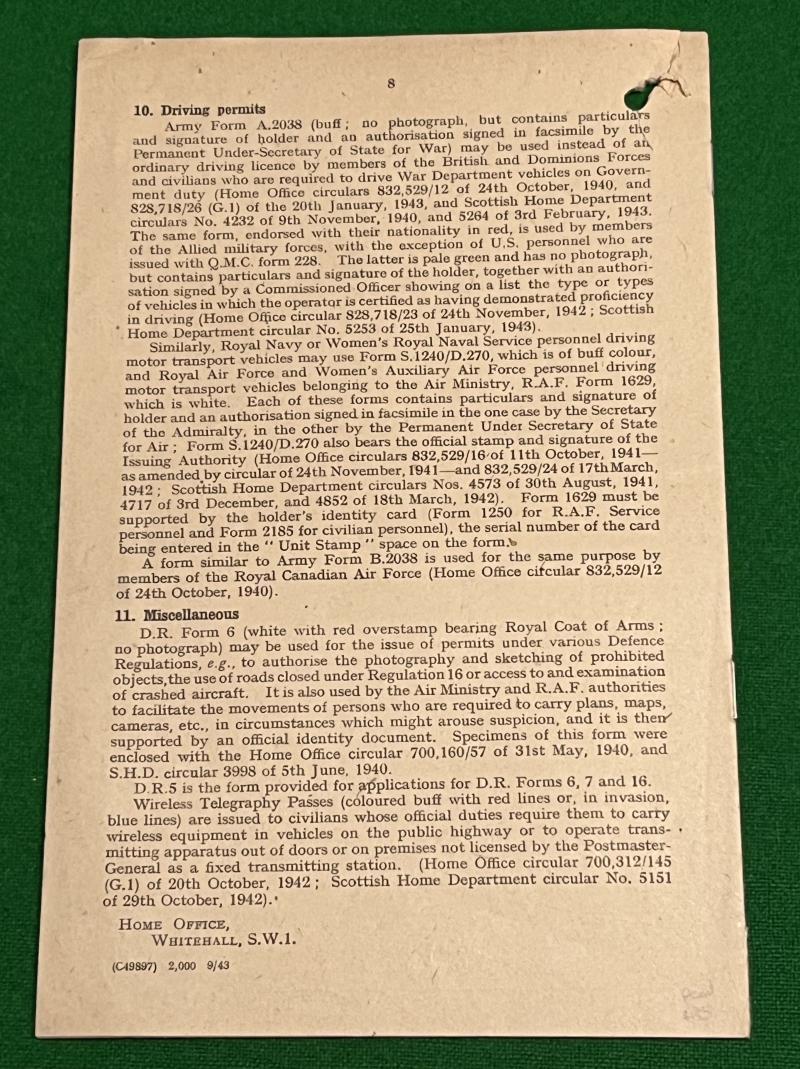 8
10. Driving permits
Army Form A.2038 (buff; no photograph, but contains particulars
and signature of holder and an authorisation signed in facsimile by the
Permanent Under-Secretary of State for War) may be used instead of an
ordinary driving licence by members of the British and Dominions Forces
and civilians who are required to drive War Department vehicles on Govern-
ment duty (Home Office circulars 832,529/12 of 24th October, 1940, and
828,718/26 (G.1) of the 20th January, 1943, and Scottish Home Department
circulars No. 4232 of 9th November, 1940, and 5264 of 3rd February, 1943.
The same form, endorsed with their nationality in red, is used by members
of the Allied military forces, with the exception of U.S. personnel who are
issued with Q.M.C. form 228. The latter is pale green and has no photograph,
but contains particulars and signature of the holder, together with an authori-
sation signed by a Commissioned Officer showing on a list the type or types
of vehicles in which the operator is certified as having demonstrated proficiency
in driving (Home Office circular 828,718/23 of 24th November, 1942; Scottish
Home Department circular No. 5253 of 25th January, 1943).
Similarly, Royal Navy or Women's Royal Naval Service personnel driving
motor transport vehicles may use Form S.1240/D.270, which is of buff colour,
and Royal Air Force and Women's Auxiliary Air Force personnel driving
motor transport vehicles belonging to the Air Ministry, R.A.F. Form 1629,
which is white. Each of these forms contains particulars and signature of
holder and an authorisation signed in facsimile in the one case by the Secretary
of the Admiralty, in the other by the Permanent Under Secretary of State
for Air; Form S.1240/D.270 also bears the official stamp and signature of the
Issuing Authority (Home Office circulars 832,529/16 of 11th October, 1941—
as amended by circular of 24th November, 1941—and 832,529/24 of 17th March,
1942; Scottish Home Department circulars Nos. 4573 of 30th August, 1941,
4717 of 3rd December, and 4852 of 18th March, 1942). Form 1629 must be
supported by the holder's identity card (Form 1250 for R.A.F. Service
personnel and Form 2185 for civilian personnel), the serial number of the card
being entered in the "Unit Stamp" space on the form.
A form similar to Army Form B.2038 is used for the same purpose by
members of the Royal Canadian Air Force (Home Office circular 832,529/12
of 24th October, 1940).
11. Miscellaneous
D.R. Form 6 (white with red overstamp bearing Royal Coat of Arms;
no photograph) may be used for the issue of permits under various Defence
Regulations, e.g., to authorise the photography and sketching of prohibited
objects, the use of roads closed under Regulation 16 or access to and examination
of crashed aircraft. It is also used by the Air Ministry and R.A.F. authorities
to facilitate the movements of persons who are required to carry plans, maps,
cameras, etc., in circumstances which might arouse suspicion, and it is then
supported by an official identity document. Specimens of this form were
enclosed with the Home Office circular 700,160/57 of 31st May, 1940, and
S.H.D. circular 3998 of 5th June, 1940.
D.R.5 is the form provided for applications for D.R. Forms 6, 7 and 16.
Wireless Telegraphy Passes (coloured buff with red lines or, in invasion,
blue lines) are issued to civilians whose official duties require them to carry
wireless equipment in vehicles on the public highway or to operate trans-
mitting apparatus out of doors or on premises not licensed by the Postmaster-
General as a fixed transmitting station. (Home Office circular 700,312/145
(G.1) of 20th October, 1942; Scottish Home Department circular No. 5151
of 29th October, 1942).
HOME OFFICE,
WHITEHALL, S.W.1.
(C49897) 2,000 9/43